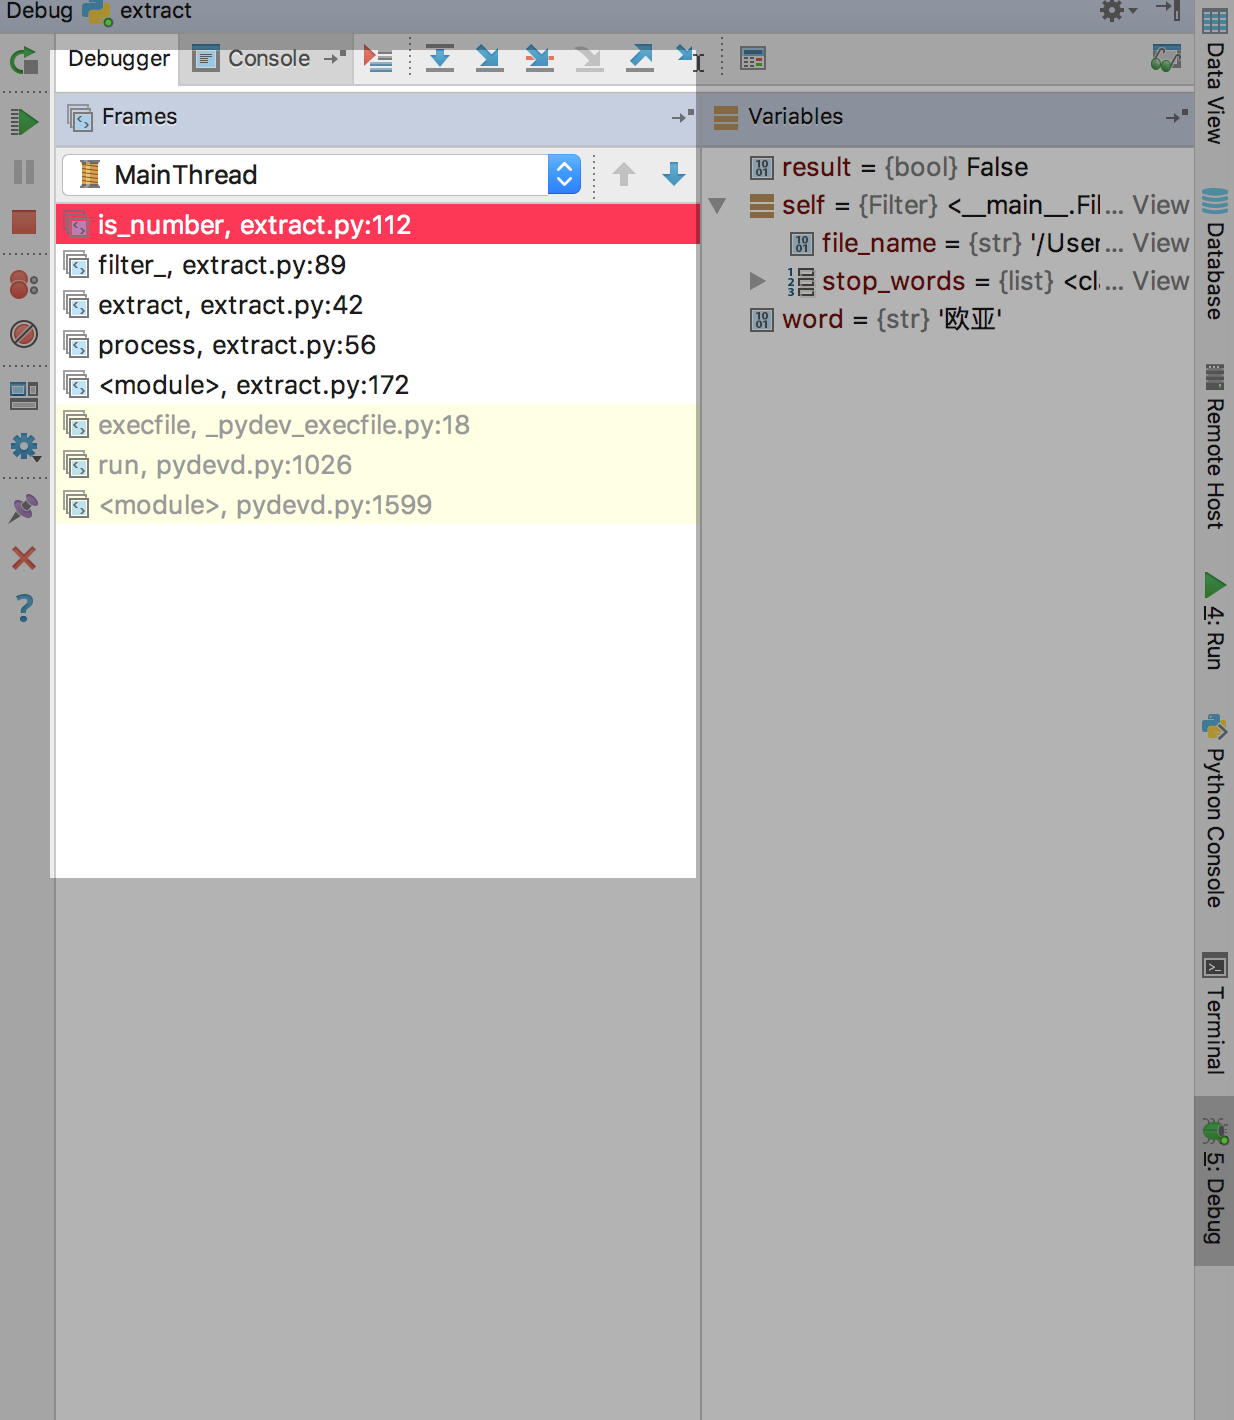 Debug extract
Debugger
Console
Frames
MainThread
is_number, extract.py:112
filter_, extract.py:89
extract, extract.py:42
process, extract.py:56
<module>, extract.py:172
execfile, _pydev_execfile.py:18
run, pydevd.py:1026
<module>, pydevd.py:1599
Variables
result = {bool} False
self = {Filter} <__main__.Fil... View
file_name = {str} '/User... View
stop_words = {list} <cl... View
word = {str} '欧亚'
Data View
Database
Remote Host
4: Run
Python Console
Terminal
5: Debug